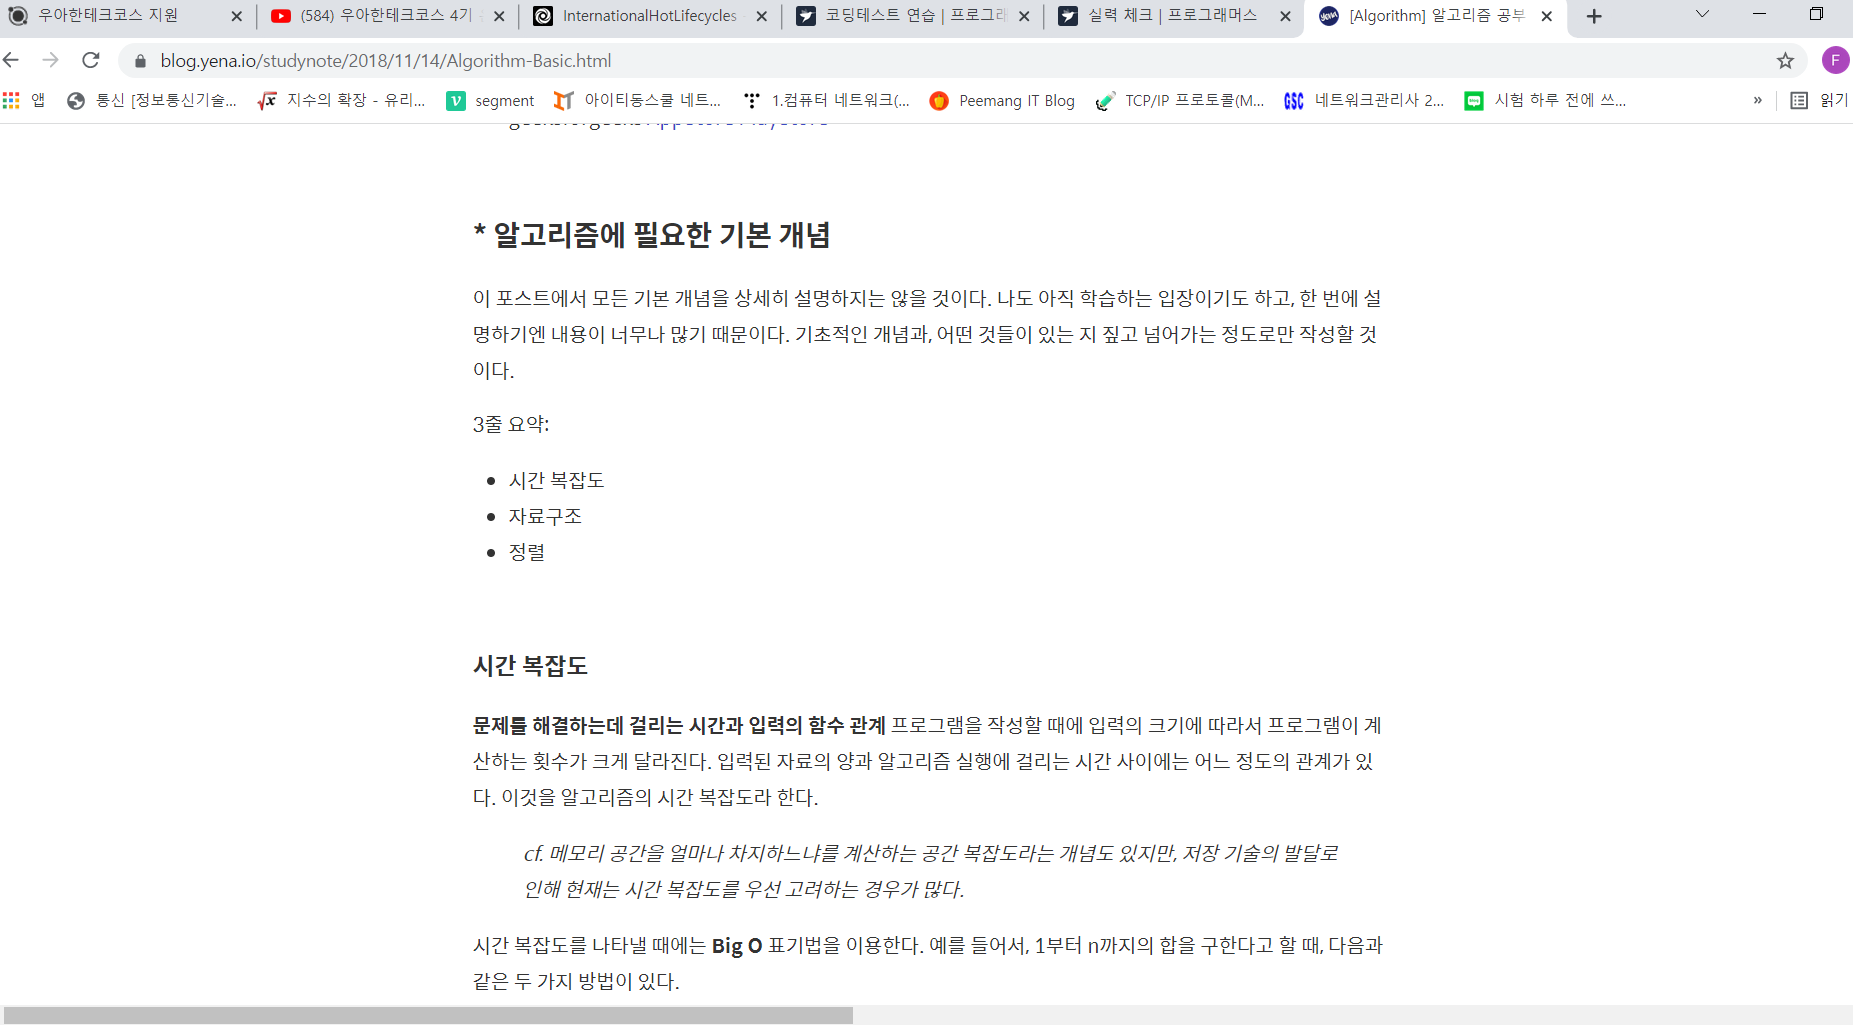 우아한테크코스 지원
(584) 우아한테크코스 4기
InternationalHotLifecycles
코딩테스트 연습 | 프로그래
실력 체크 | 프로그래머스
[Algorithm] 알고리즘 공부
blog.yena.io/studynote/2018/11/14/Algorithm-Basic.html
F
앱
통신 [정보통신기술...
지수의 확장 - 유리...
segment
아이티동스쿨 네트...
1.컴퓨터 네트워크(...
Peemang IT Blog
TCP/IP 프로토콜(M...
네트워크관리사 2...
시험 하루 전에 쓰...
»
읽기
* 알고리즘에 필요한 기본 개념
이 포스트에서 모든 기본 개념을 상세히 설명하지는 않을 것이다. 나도 아직 학습하는 입장이기도 하고, 한 번에 설
명하기엔 내용이 너무나 많기 때문이다. 기초적인 개념과, 어떤 것들이 있는 지 짚고 넘어가는 정도로만 작성할 것
이다.
3줄 요약:
• 시간 복잡도
• 자료구조
• 정렬
시간 복잡도
문제를 해결하는데 걸리는 시간과 입력의 함수 관계 프로그램을 작성할 때에 입력의 크기에 따라서 프로그램이 계
산하는 횟수가 크게 달라진다. 입력된 자료의 양과 알고리즘 실행에 걸리는 시간 사이에는 어느 정도의 관계가 있
다. 이것을 알고리즘의 시간 복잡도라 한다.
cf. 메모리 공간을 얼마나 차지하느냐를 계산하는 공간 복잡도라는 개념도 있지만, 저장 기술의 발달로
인해 현재는 시간 복잡도를 우선 고려하는 경우가 많다.
시간 복잡도를 나타낼 때에는 Big O 표기법을 이용한다. 예를 들어서, 1부터 n까지의 합을 구한다고 할 때, 다음과
같은 두 가지 방법이 있다.